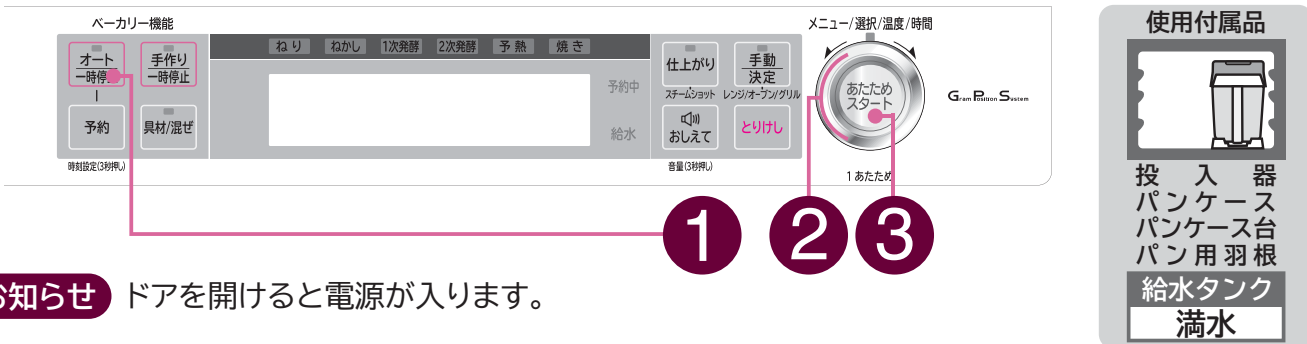 ベーカリー機能
オート
一時停止
手作り
一時停止
予約
具材/混ぜ
時刻設定(3秒押し)
ねり ねかし 1次発酵 2次発酵 予熱 焼き
予約中
給水
仕上がり
手動
決定
スチームショット レンジ/オーブン/グリル
おしえて
とりけし
音量(3秒押し)
メニュー/選択/温度/時間
あたため
スタート
1あたため
Gram Position System
1 2 3
お知らせ ドアを開けると電源が入ります。
使用付属品
投入器
パンケース
パンケース台
パン用羽根
給水タンク
満水